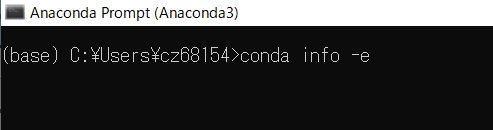 Anaconda Prompt (Anaconda3)
(base) C:¥Users¥cz68154>conda info -e